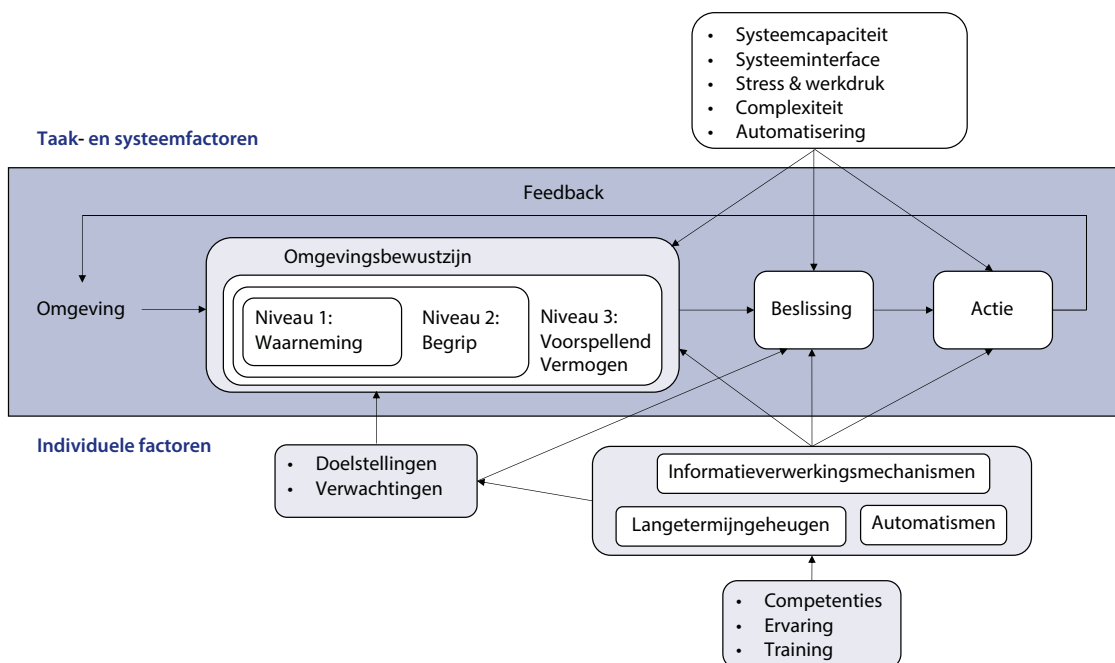 • Systeemcapaciteit
• Systeeminterface
• Stress & werkdruk
• Complexiteit
• Automatisering
Taak- en systeemfactoren
Feedback
Omgevingsbewustzijn
Omgeving
Niveau 1:
Waarneming
Niveau 2:
Begrip
Niveau 3:
Voorspellend
Vermogen
Beslissing
Actie
Individuele factoren
• Doelstellingen
• Verwachtingen
Informatieverwerkingsmechanismen
Langetermijngeheugen
Automatismen
• Competenties
• Ervaring
• Training